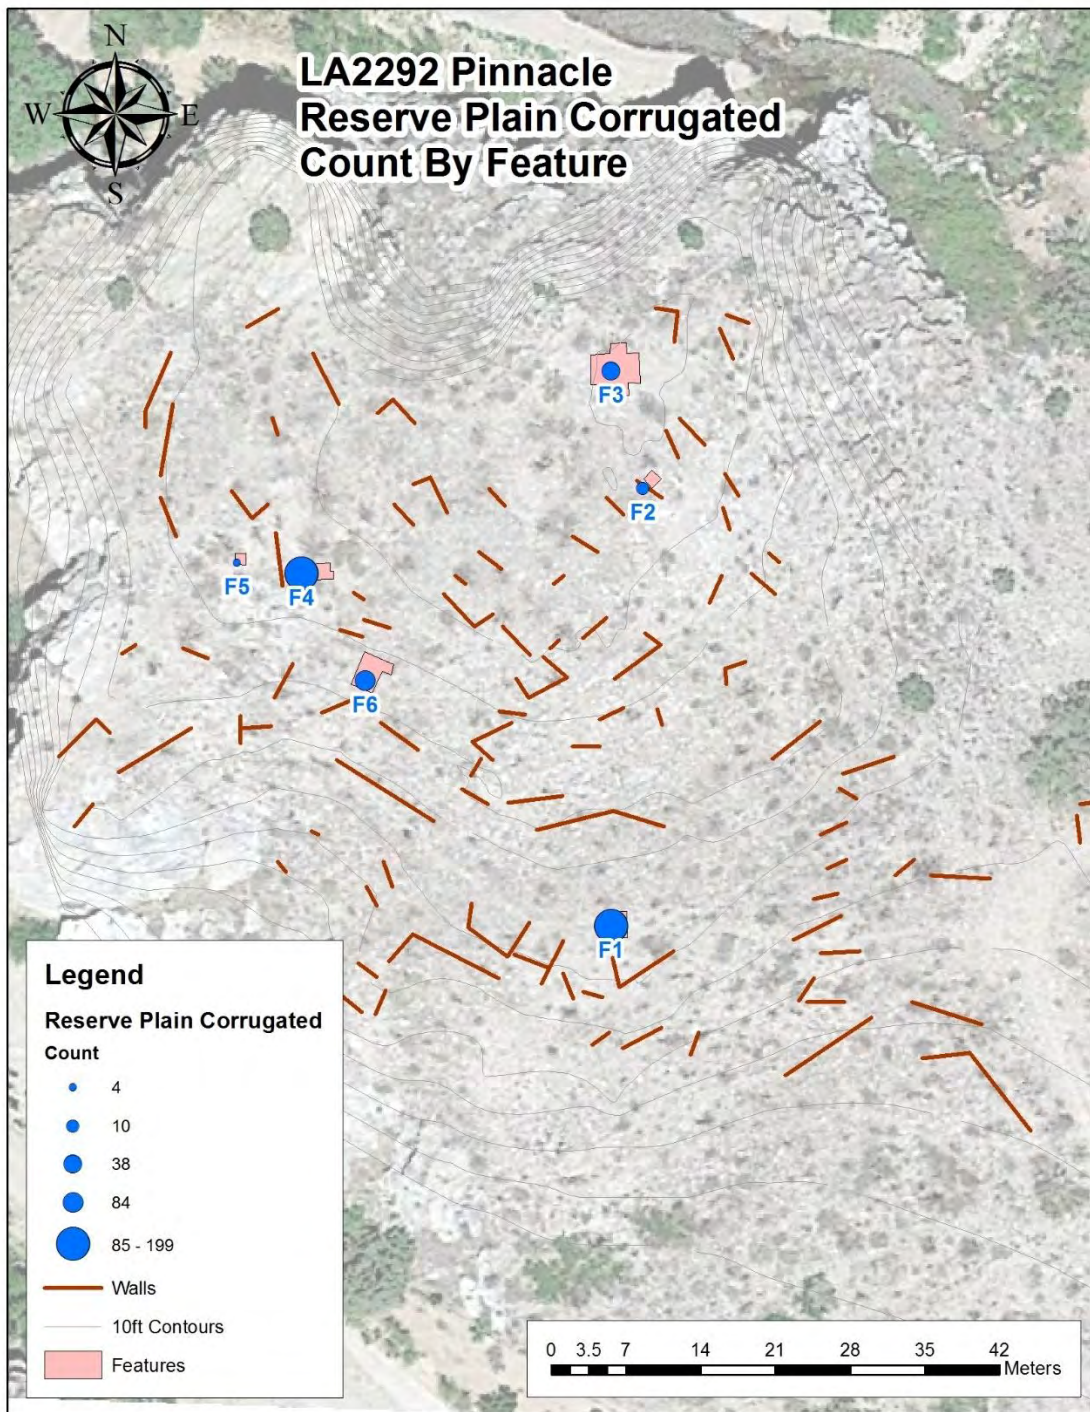 N
W
E
S
LA2292 Pinnacle
Reserve Plain Corrugated
Count By Feature
F3
F2
F5
F4
F6
F1
Legend
Reserve Plain Corrugated
Count
4
10
38
84
85 - 199
Walls
10ft Contours
Features
0 3.5 7 14 21 28 35 42
Meters